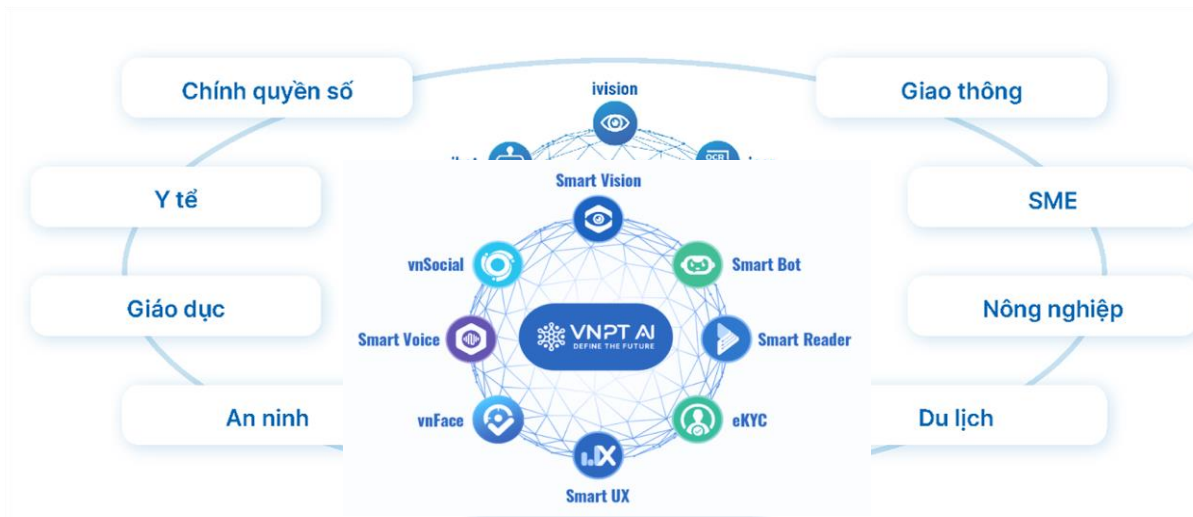 Chính quyền số
ivision
Giao thông
Y tế
SME
Smart Vision
vnSocial
Smart Bot
Giáo dục
Nông nghiệp
Smart Voice
VNPT AI
DEFINE THE FUTURE
Smart Reader
An ninh
vnFace
eKYC
Du lịch
Smart UX
OCR